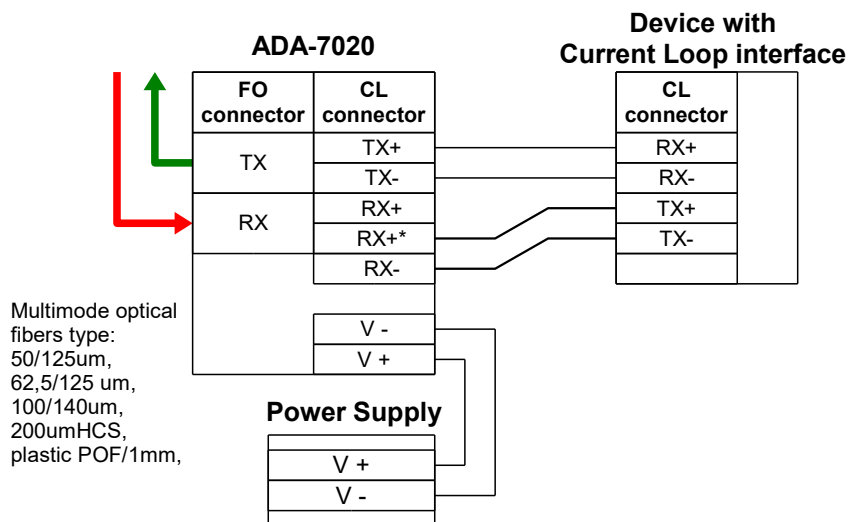 ADA-7020
Device with
Current Loop interface
FO
connector
CL
connector
TX
TX+
TX-
RX
RX+
RX+*
RX-
V -
V +
CL
connector
RX+
RX-
TX+
TX-
Multimode optical
fibers type:
50/125um,
62,5/125 um,
100/140um,
200umHCS,
plastic POF/1mm,
Power Supply
V +
V -